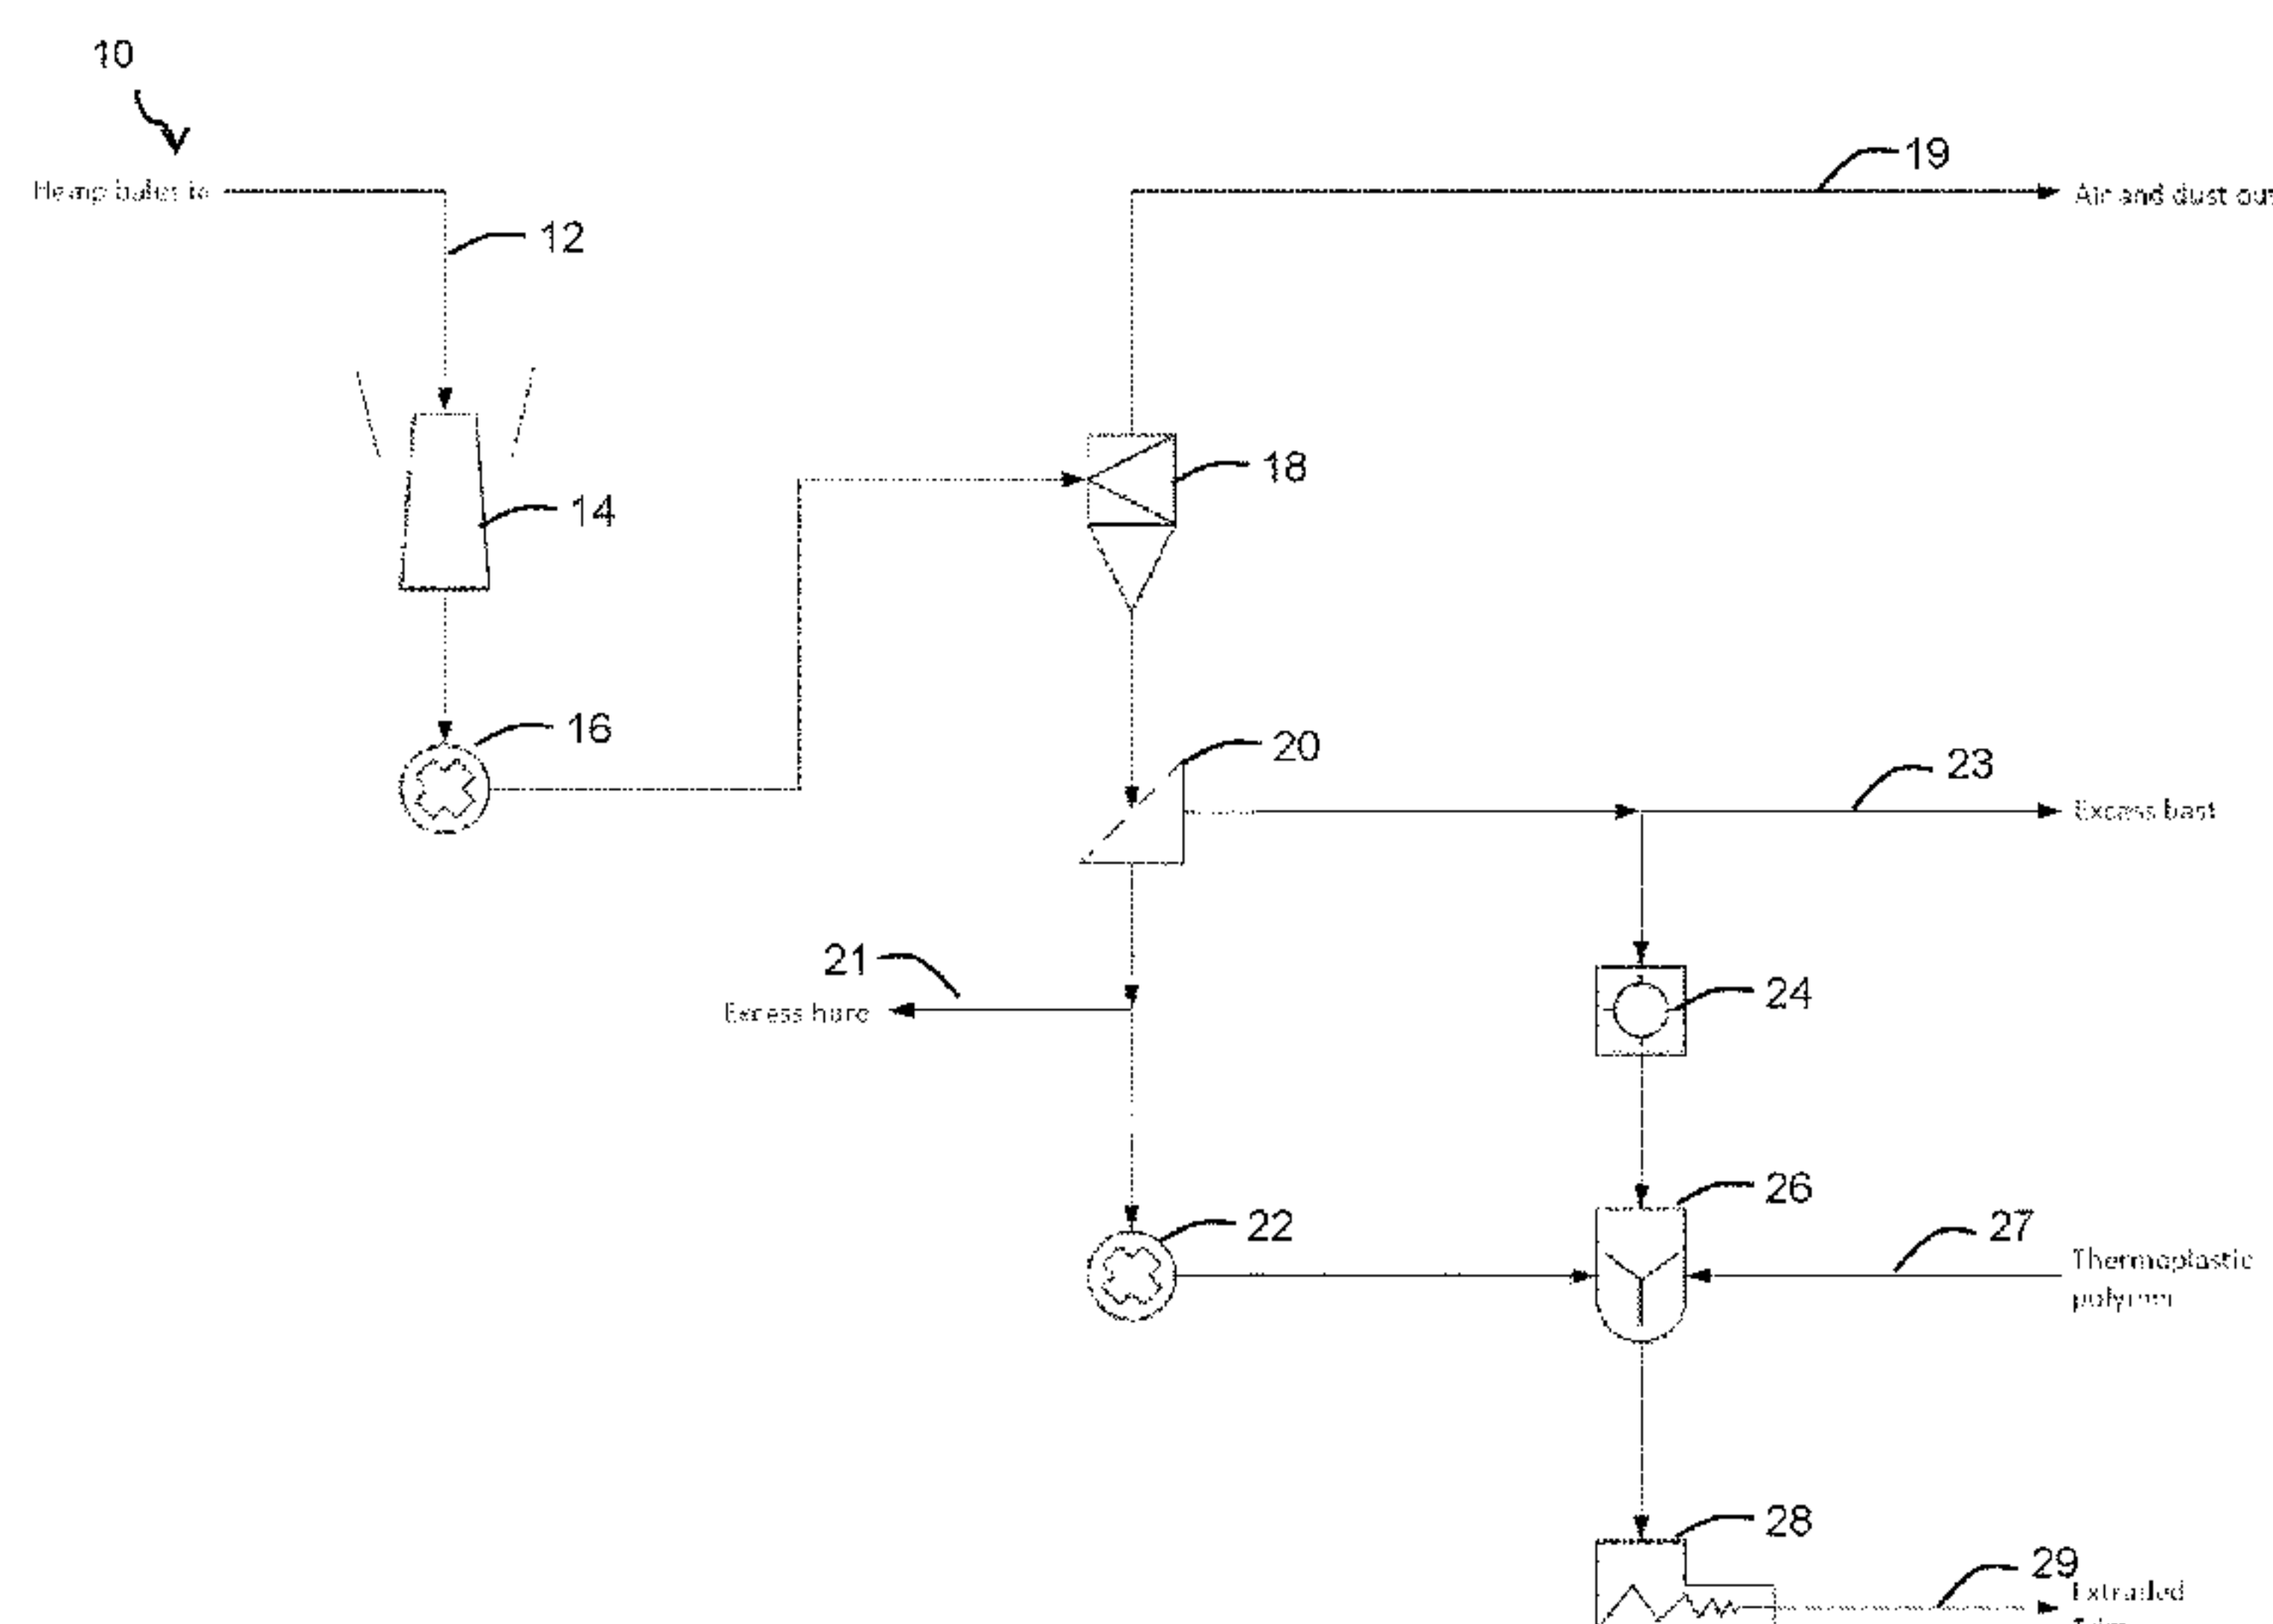 10
19
Hemp bales in
Air and dust out
12
18
14
16
20
23
Excess bast
21
24
Excess hurd
26
22
27
Thermoplastic
polymer
28
29
Extruded